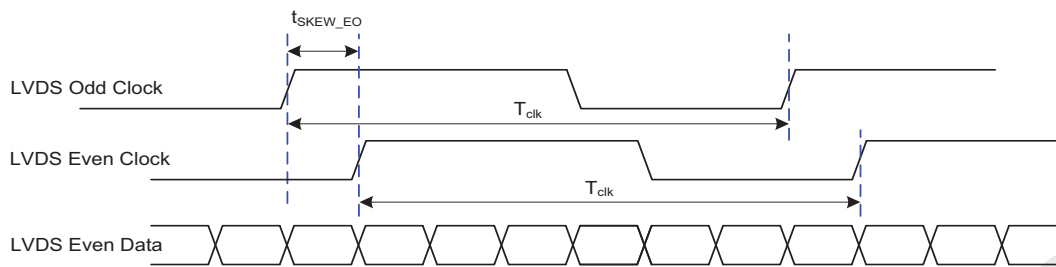 tSKEW_EO
LVDS Odd Clock
Tclk
LVDS Even Clock
Tclk
LVDS Even Data